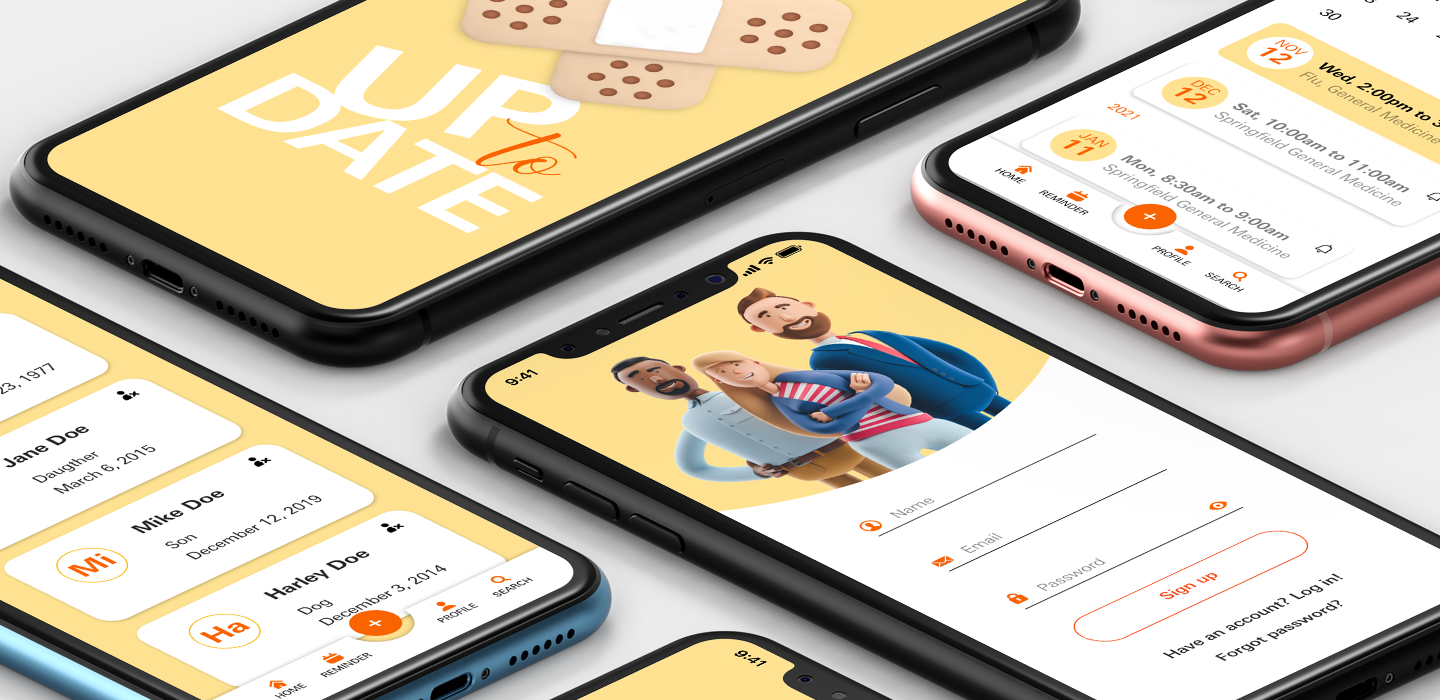 UP
to
DATE
30
24
NOV
12
Wed, 2:00pm to
Flu, General Medicine
DEC
12
Sat, 10:00am to 11:00am
Springfield General Medicine
2021
JAN
11
Mon, 8:30am to 9:00am
Springfield General Medicine
HOME
REMINDER
+
PROFILE
SEARCH
23, 1977
Jane Doe
Daugther
March 6, 2015
Mi
Mike Doe
Son
December 12, 2019
Ha
Harley Doe
Dog
December 3, 2014
HOME
REMINDER
+
PROFILE
SEARCH
9:41
Name
Email
Password
Sign up
Have an account? Log in!
Forgot password?
9:41